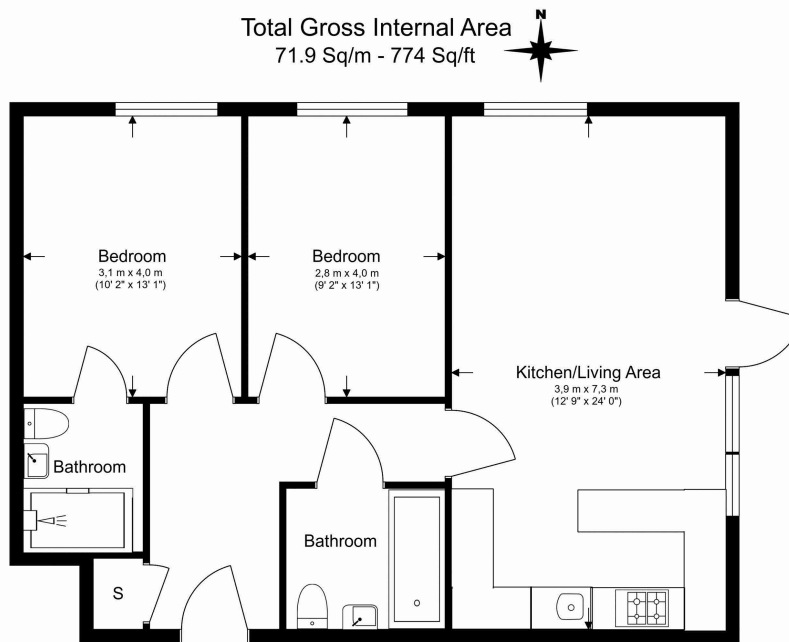 Total Gross Internal Area
71.9 Sq/m - 774 Sq/ft
N
Bedroom
3,1 m x 4,0 m
(10' 2" x 13' 1")
Bedroom
2,8 m x 4,0 m
(9' 2" x 13' 1")
Kitchen/Living Area
3,9 m x 7,3 m
(12' 9" x 24' 0")
Bathroom
Bathroom
S